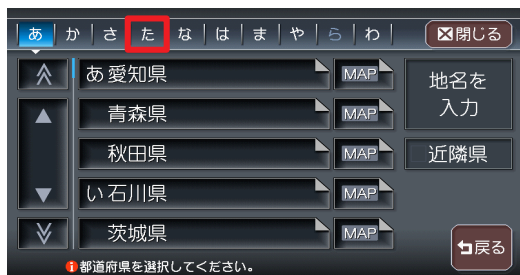 あ か さ た な は ま や ら わ 閉じる
あ 愛知県 MAP
青森県 MAP
秋田県 MAP
い 石川県 MAP
茨城県 MAP
地名を
入力
近隣県
戻る
都道府県を選択してください。